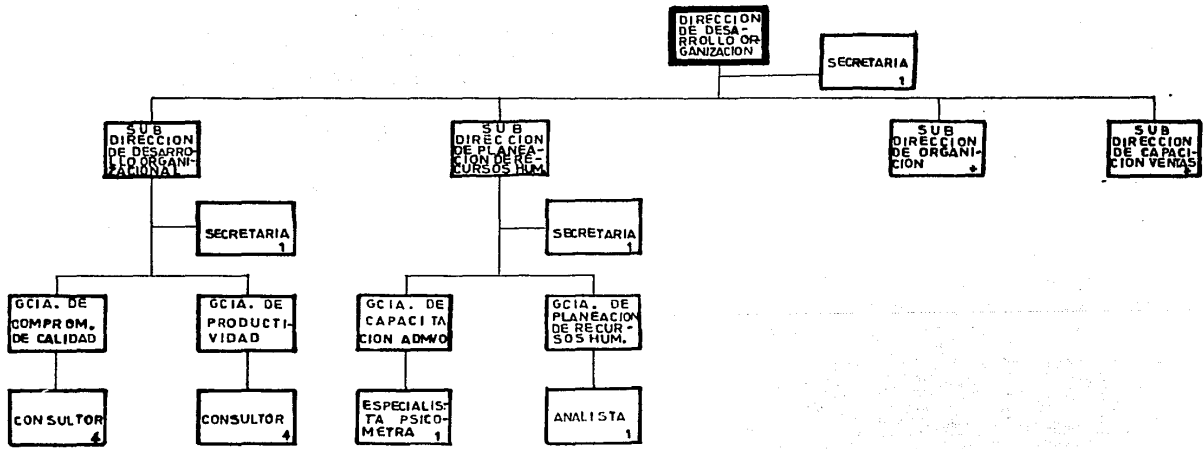 DIRECCION
DE DESA-
RROLLO OR-
GANIZACION
SECRETARIA
1
SUB
DIRECCION
DE DESARRO-
LLO ORGANI-
ZACIONAL
SUB
DIRECCION
DE PLANEA-
CION DE RE-
CURSOS HUM.
SUB
DIRECCION
DE ORGANI-
CION
+
SUB
DIRECCION
DE CAPACI-
CION VENTAS
+
SECRETARIA
1
SECRETARIA
1
GCIA. DE
COMPROM.
DE CALIDAD
GCIA. DE
PRODUCTI-
VIDAD
GCIA. DE
CAPACITA
CION ADMVO
GCIA. DE
PLANEACION
DE RECUR-
SOS HUM.
CONSULTOR
4
CONSULTOR
4
ESPECIALIS-
TA PSICO-
METRA 1
ANALISTA
1